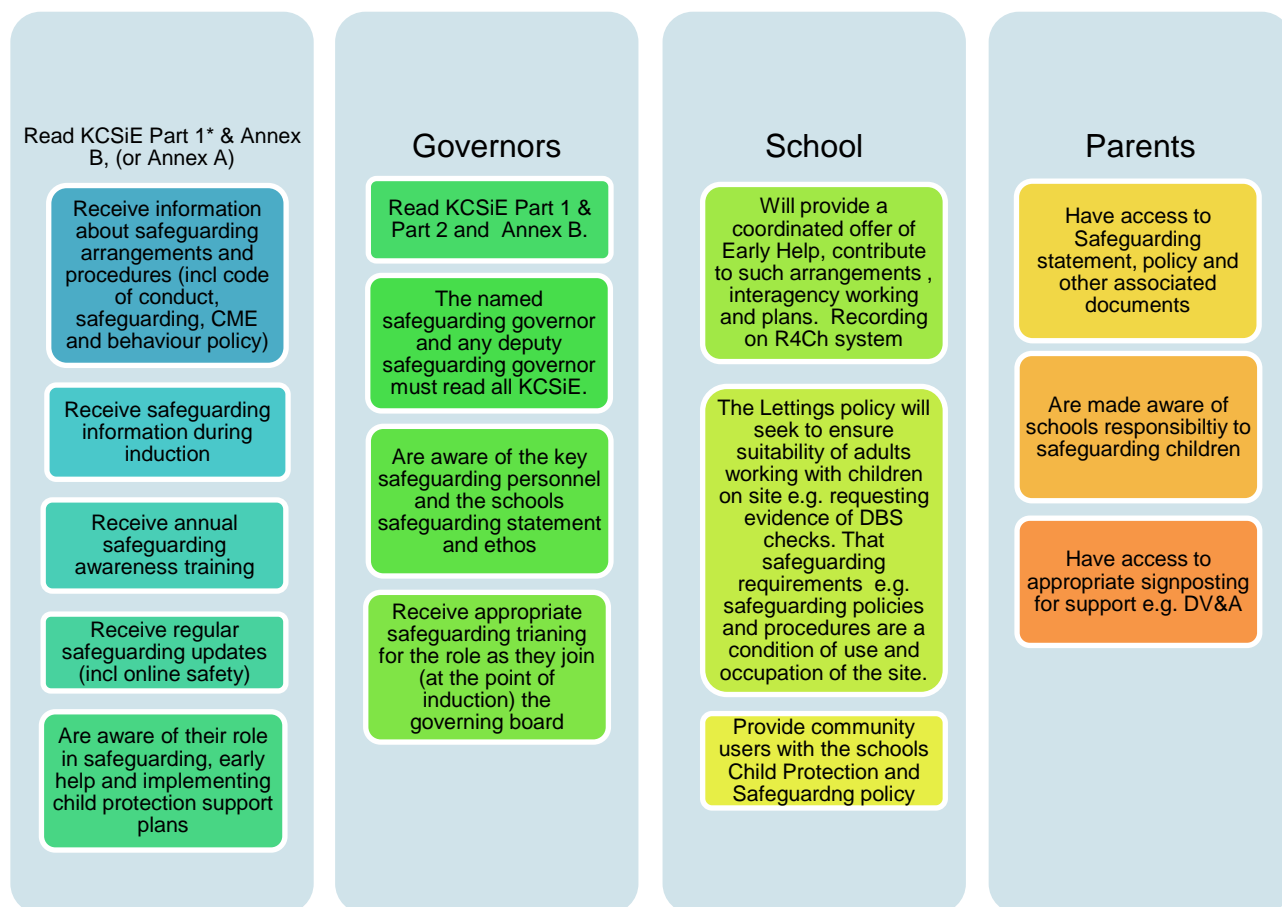 Read KCSiE Part 1* & Annex
B, (or Annex A)
Receive information
about safeguarding
arrangements and
procedures (incl code
of conduct,
safeguarding, CME
and behaviour policy)
Receive safeguarding
information during
induction
Receive annual
safeguarding
awareness training
Receive regular
safeguarding updates
(incl online safety)
Are aware of their role
in safeguarding, early
help and implementing
child protection support
plans
Governors
Read KCSiE Part 1 &
Part 2 and  Annex B.
The named
safeguarding governor
and any deputy
safeguarding governor
must read all KCSiE.
Are aware of the key
safeguarding personnel
and the schools
safeguarding statement
and ethos
Receive appropriate
safeguarding trianing
for the role as they join
(at the point of
induction) the
governing board
School
Will provide a
coordinated offer of
Early Help, contribute
to such arrangements ,
interagency working
and plans.  Recording
on R4Ch system
The Lettings policy will
seek to ensure
suitability of adults
working with children
on site e.g. requesting
evidence of DBS
checks. That
safeguarding
requirements  e.g.
safeguarding policies
and procedures are a
condition of use and
occupation of the site.
Provide community
users with the schools
Child Protection and
Safeguardng policy
Parents
Have access to
Safeguarding
statement, policy and
other associated
documents
Are made aware of
schools responsibiltiy to
safeguarding children
Have access to
appropriate signposting
for support e.g. DV&A